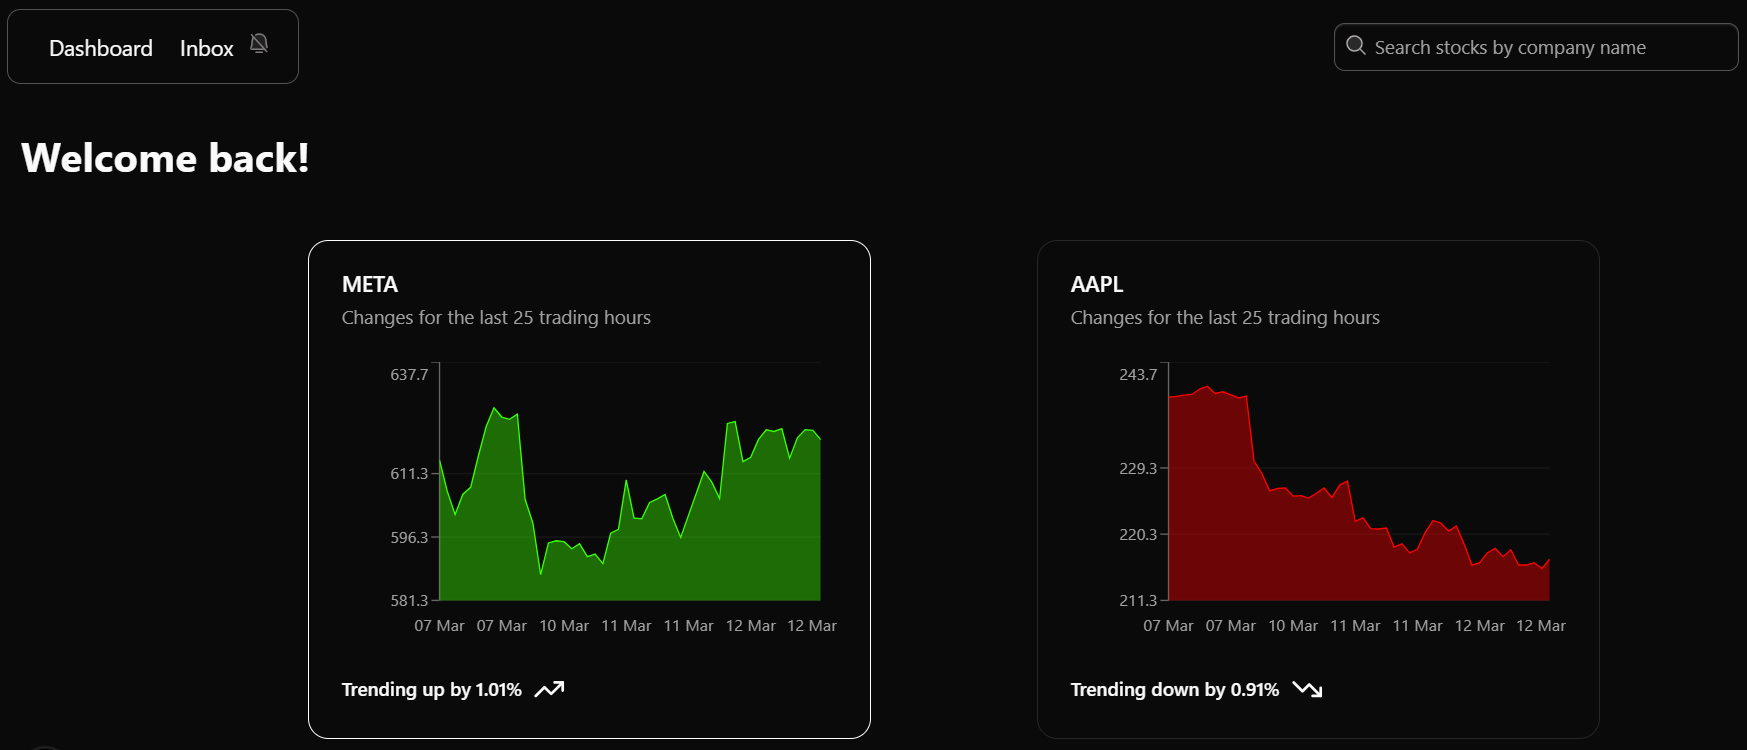 Dashboard Inbox
Search stocks by company name
Welcome back!
META
Changes for the last 25 trading hours
637.7
611.3
596.3
581.3
07 Mar 07 Mar 10 Mar 11 Mar 11 Mar 12 Mar 12 Mar
Trending up by 1.01%
AAPL
Changes for the last 25 trading hours
243.7
229.3
220.3
211.3
07 Mar 07 Mar 10 Mar 11 Mar 11 Mar 12 Mar 12 Mar
Trending down by 0.91%